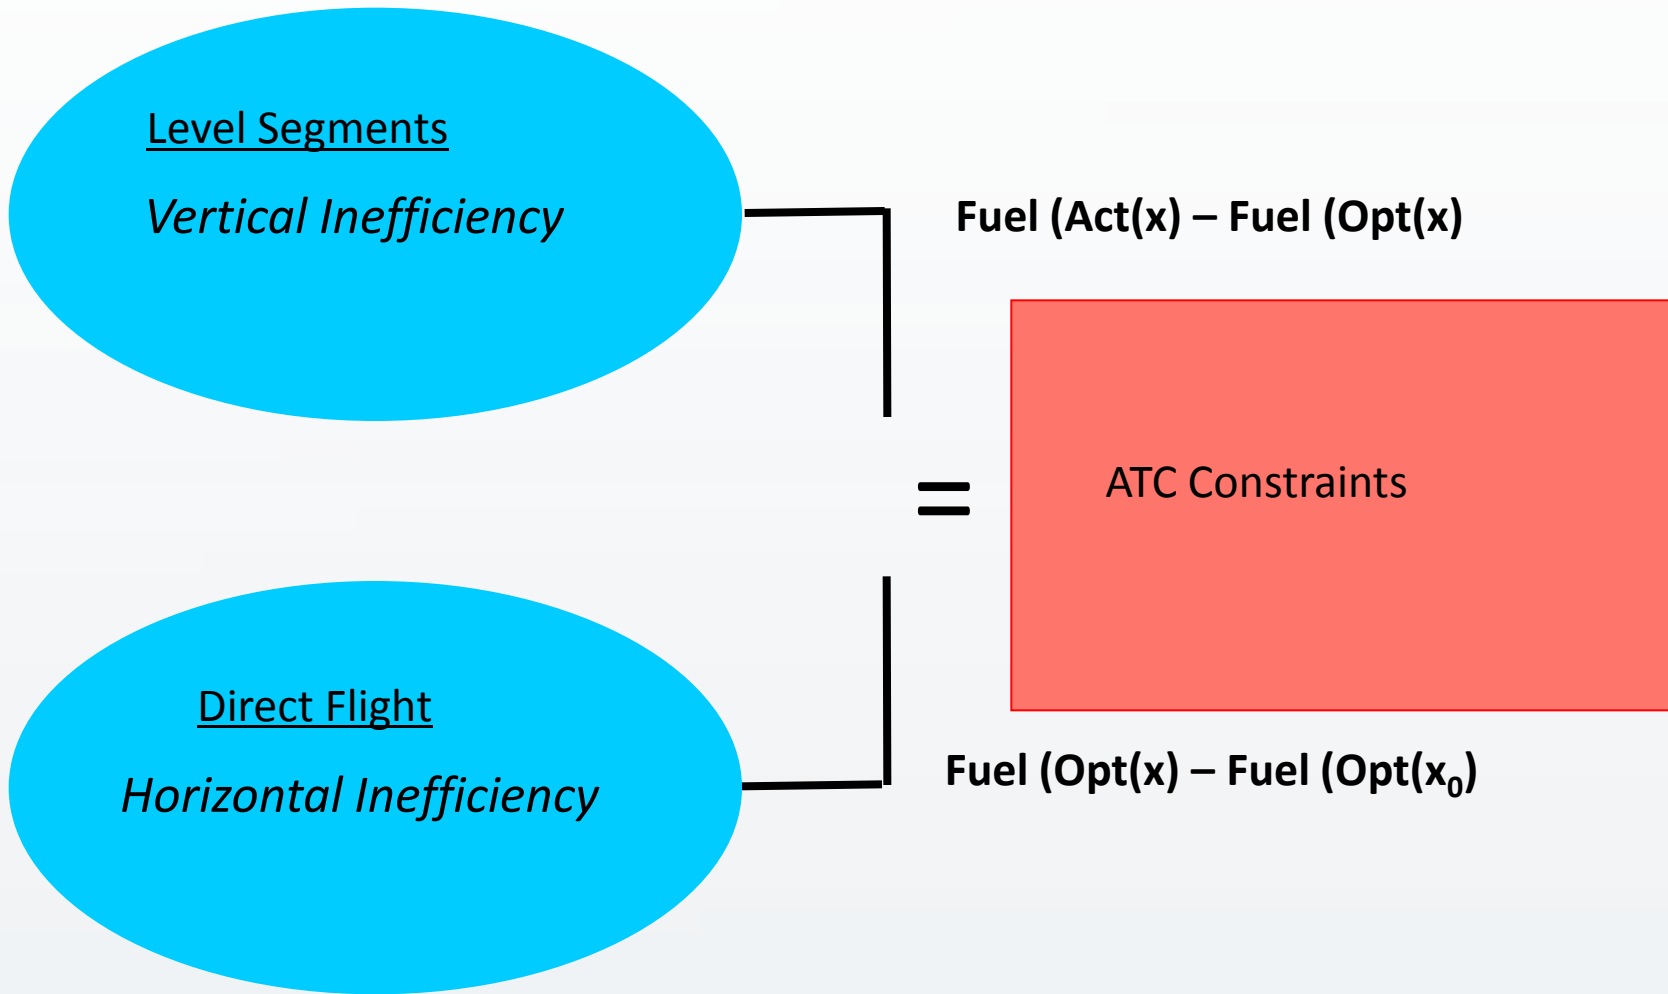 Level Segments
Vertical Inefficiency
Fuel (Act(x) – Fuel (Opt(x)
=
ATC Constraints
Direct Flight
Horizontal Inefficiency
Fuel (Opt(x) – Fuel (Opt(x₀)